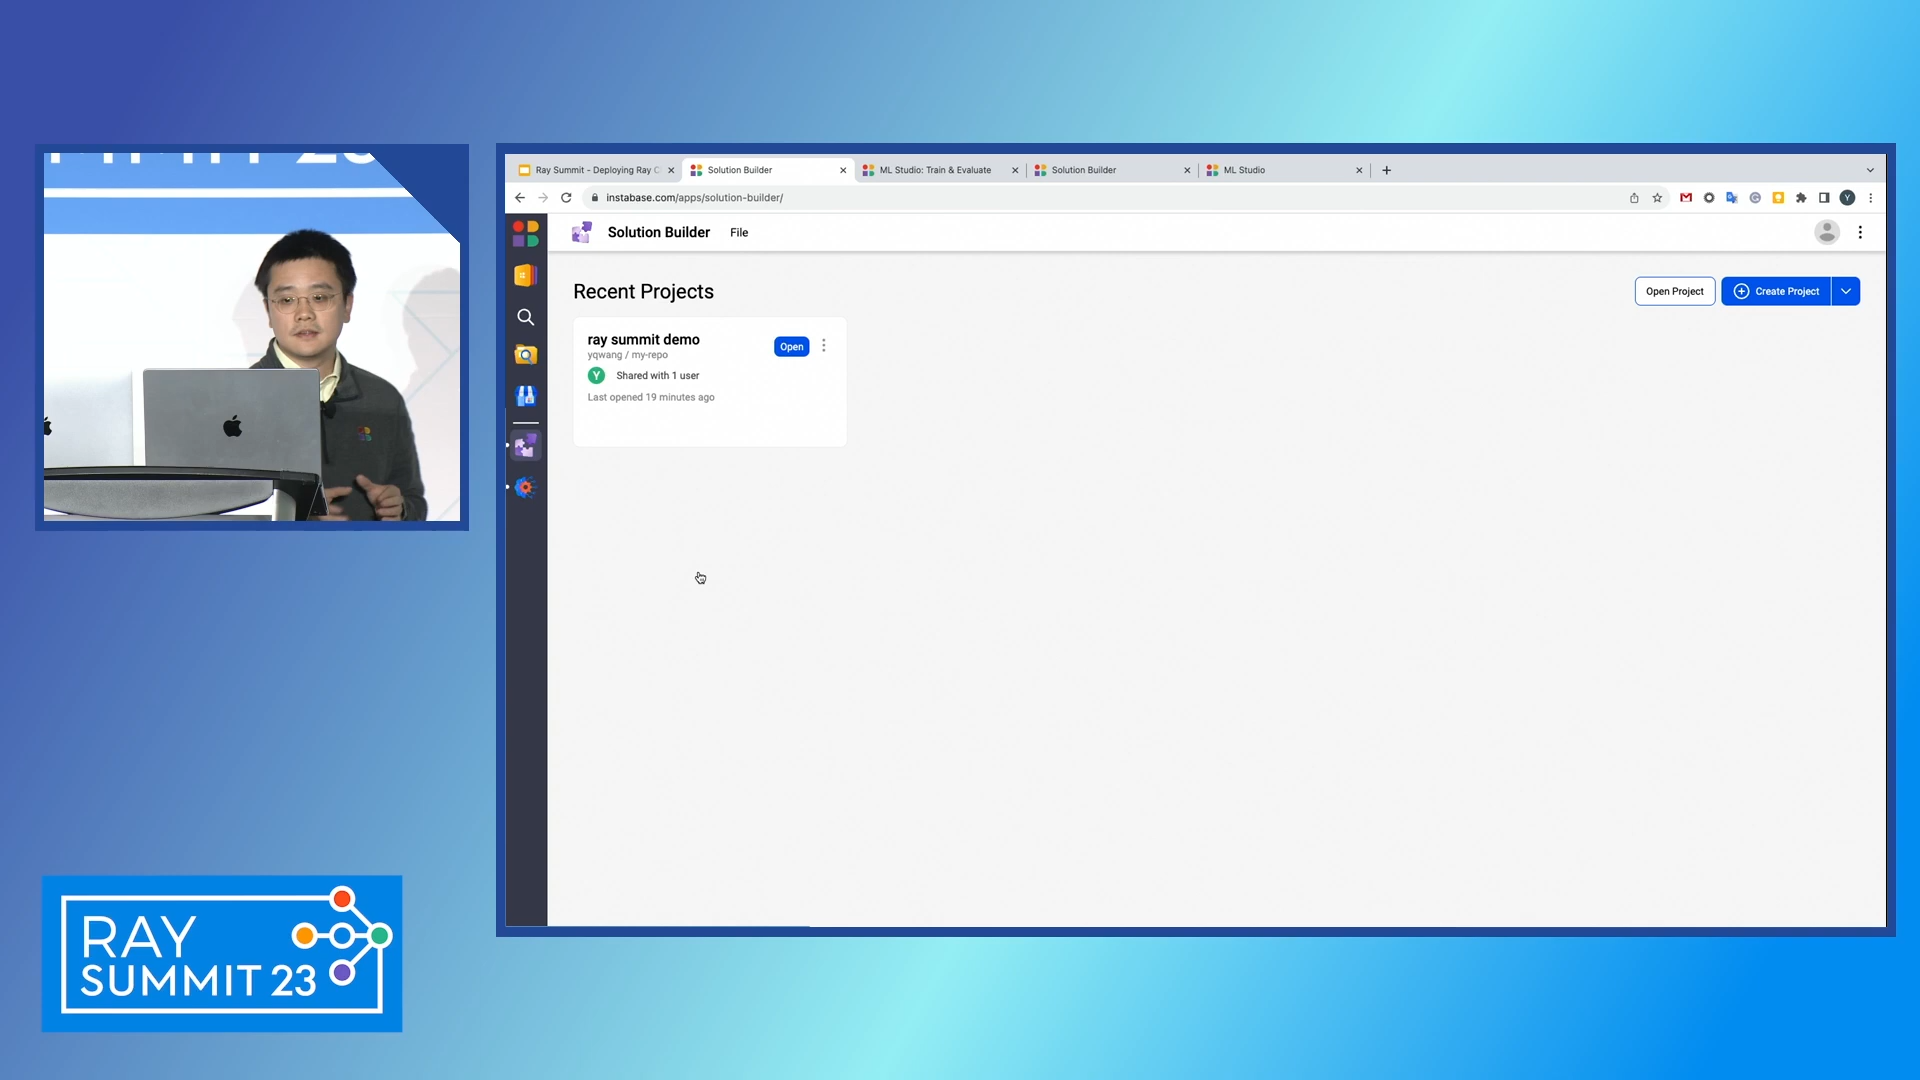 Ray Summit - Deploying Ray C
Solution Builder
ML Studio: Train & Evaluate
Solution Builder
ML Studio
instabase.com/apps/solution-builder/
Y
Solution Builder
File
Recent Projects
Open Project
Create Project
ray summit demo
yqwang / my-repo
Open
Y
Shared with 1 user
Last opened 19 minutes ago
RAY
SUMMIT 23